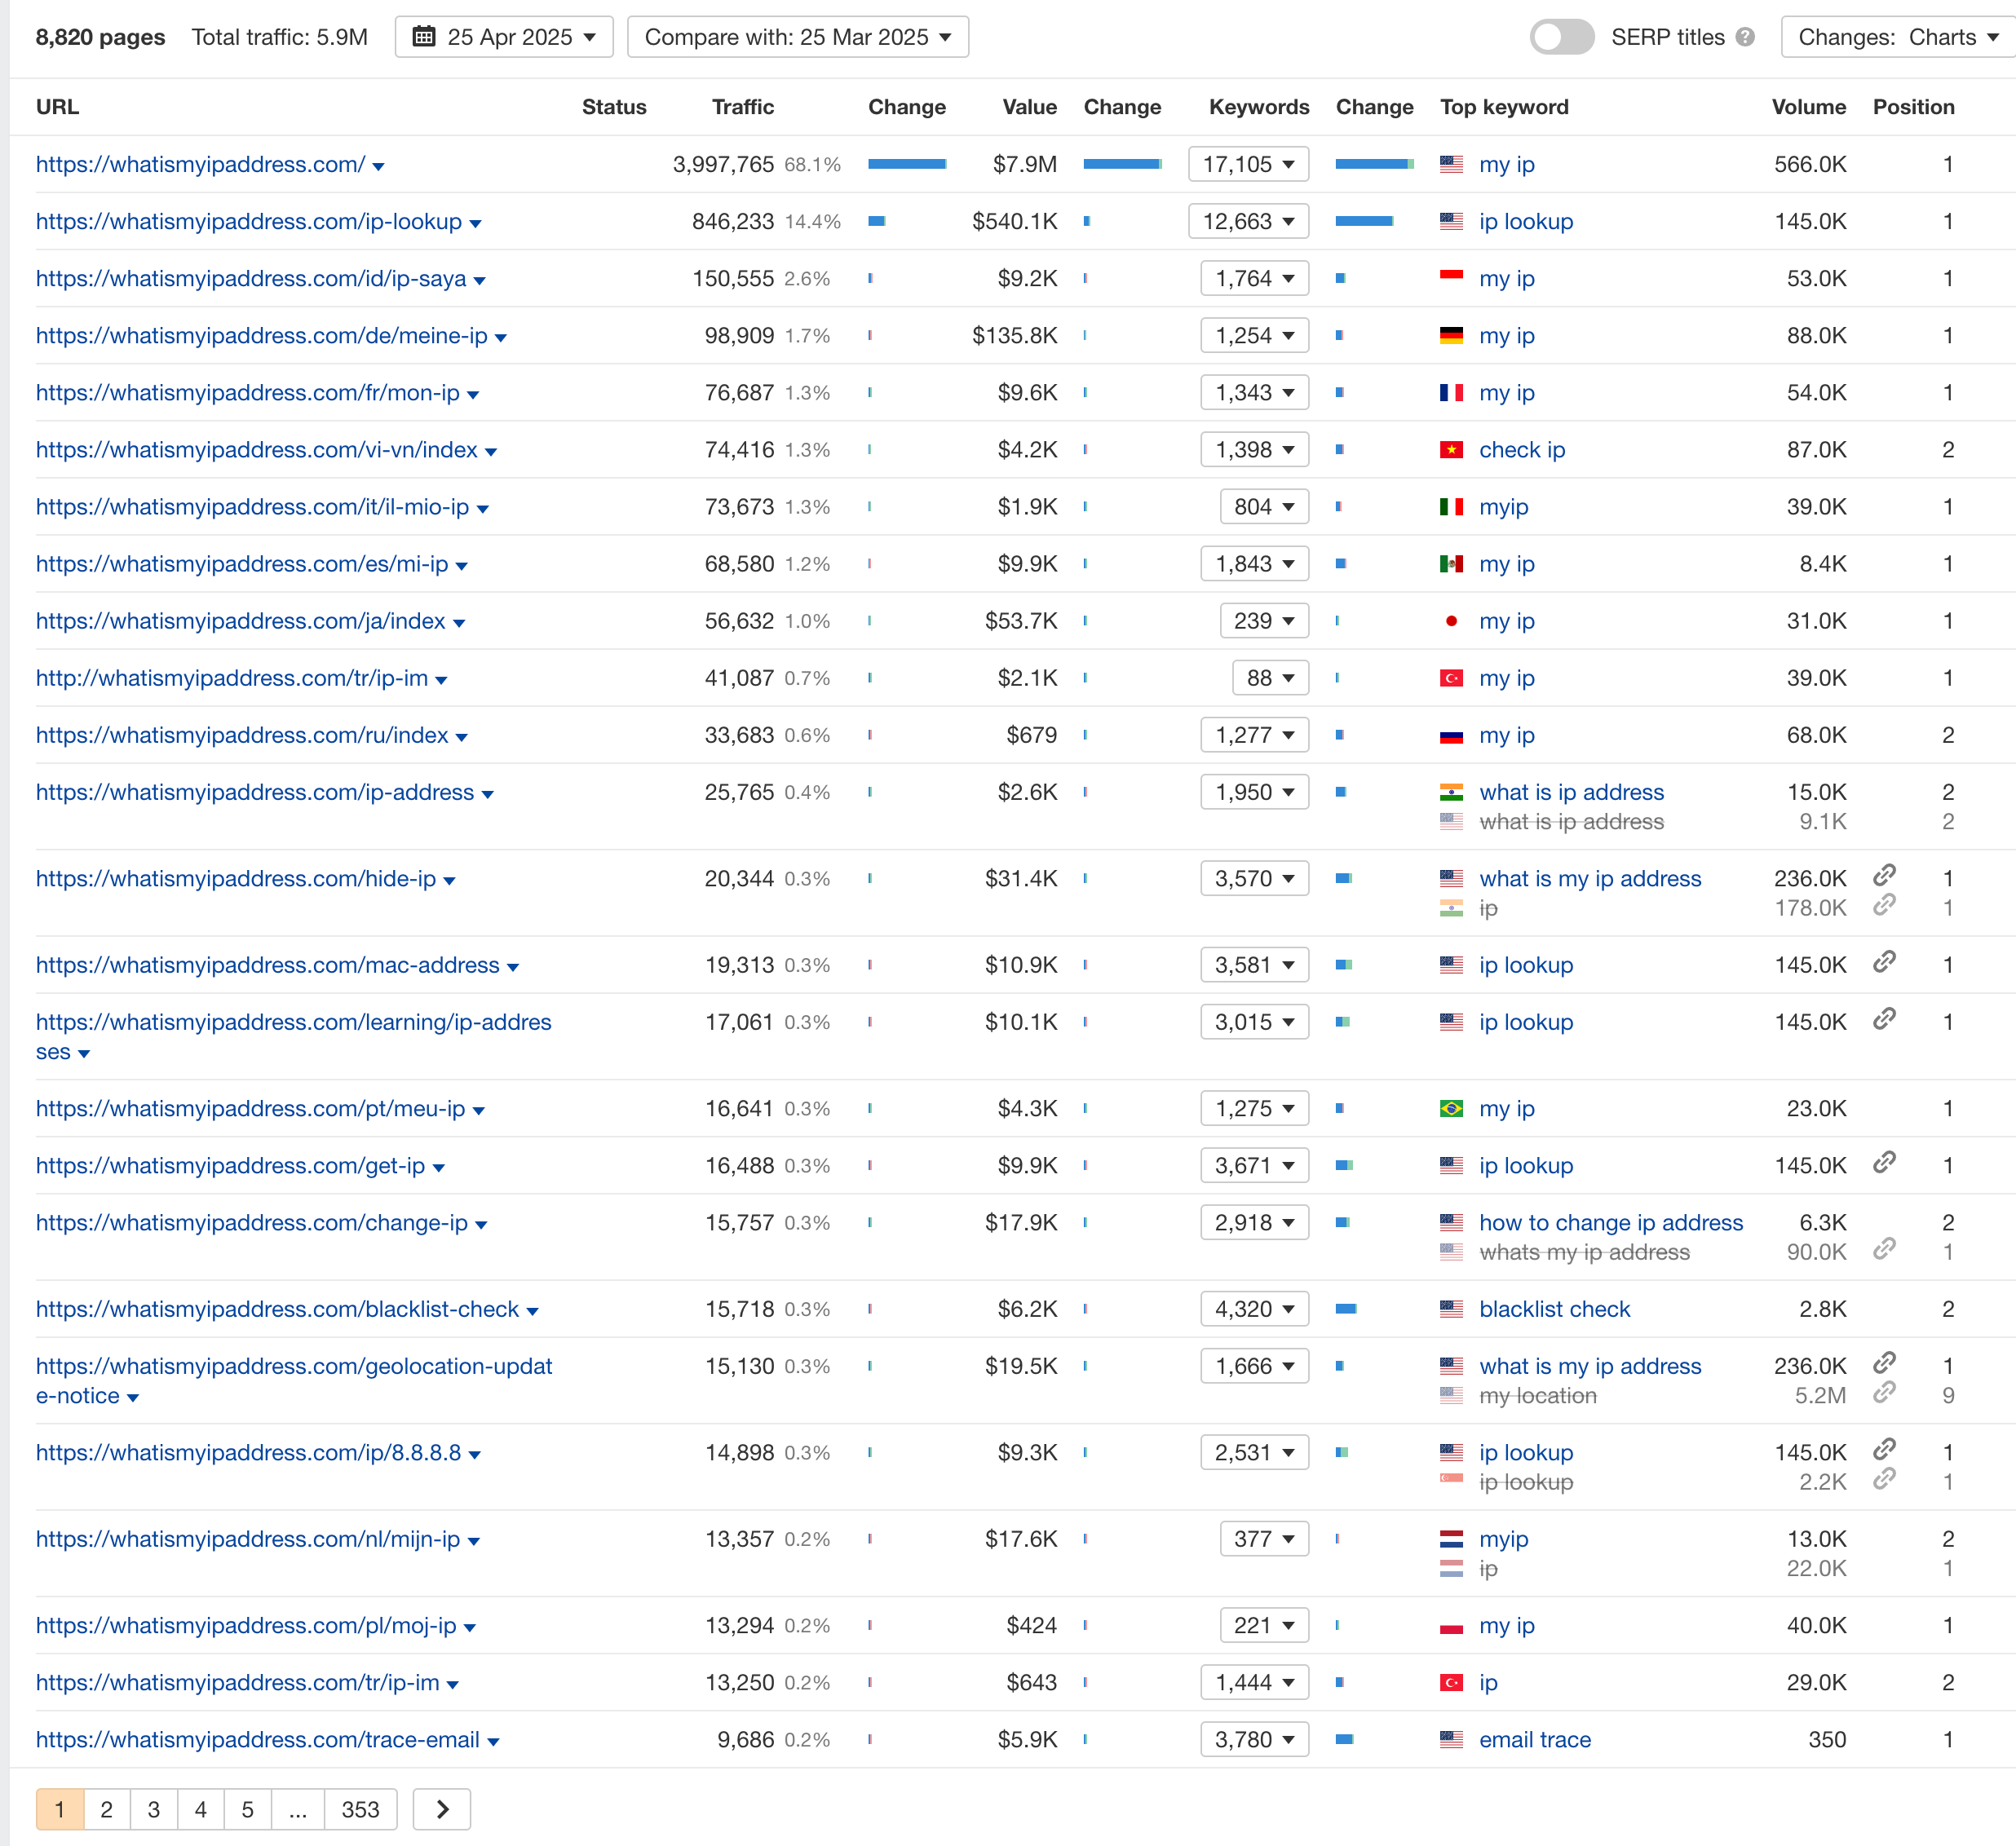 8,820 pages Total traffic: 5.9M 25 Apr 2025 Compare with: 25 Mar 2025 SERP titles ? Changes: Charts
URL Status Traffic Change Value Change Keywords Change Top keyword Volume Position
https://whatismyipaddress.com/ 3,997,765 68.1% $7.9M 17,105 my ip 566.0K 1
https://whatismyipaddress.com/ip-lookup 846,233 14.4% $540.1K 12,663 ip lookup 145.0K 1
https://whatismyipaddress.com/id/ip-saya 150,555 2.6% $9.2K 1,764 my ip 53.0K 1
https://whatismyipaddress.com/de/meine-ip 98,909 1.7% $135.8K 1,254 my ip 88.0K 1
https://whatismyipaddress.com/fr/mon-ip 76,687 1.3% $9.6K 1,343 my ip 54.0K 1
https://whatismyipaddress.com/vi-vn/index 74,416 1.3% $4.2K 1,398 check ip 87.0K 2
https://whatismyipaddress.com/it/il-mio-ip 73,673 1.3% $1.9K 804 myip 39.0K 1
https://whatismyipaddress.com/es/mi-ip 68,580 1.2% $9.9K 1,843 my ip 8.4K 1
https://whatismyipaddress.com/ja/index 56,632 1.0% $53.7K 239 my ip 31.0K 1
http://whatismyipaddress.com/tr/ip-im 41,087 0.7% $2.1K 88 my ip 39.0K 1
https://whatismyipaddress.com/ru/index 33,683 0.6% $679 1,277 my ip 68.0K 2
https://whatismyipaddress.com/ip-address 25,765 0.4% $2.6K 1,950 what is ip address 15.0K 2
what is ip address 9.1K 2
https://whatismyipaddress.com/hide-ip 20,344 0.3% $31.4K 3,570 what is my ip address 236.0K 1
ip 178.0K 1
https://whatismyipaddress.com/mac-address 19,313 0.3% $10.9K 3,581 ip lookup 145.0K 1
https://whatismyipaddress.com/learning/ip-addres 17,061 0.3% $10.1K 3,015 ip lookup 145.0K 1
ses
https://whatismyipaddress.com/pt/meu-ip 16,641 0.3% $4.3K 1,275 my ip 23.0K 1
https://whatismyipaddress.com/get-ip 16,488 0.3% $9.9K 3,671 ip lookup 145.0K 1
https://whatismyipaddress.com/change-ip 15,757 0.3% $17.9K 2,918 how to change ip address 6.3K 2
whats my ip address 90.0K 1
https://whatismyipaddress.com/blacklist-check 15,718 0.3% $6.2K 4,320 blacklist check 2.8K 2
https://whatismyipaddress.com/geolocation-updat 15,130 0.3% $19.5K 1,666 what is my ip address 236.0K 1
e-notice my location 5.2M 9
https://whatismyipaddress.com/ip/8.8.8.8 14,898 0.3% $9.3K 2,531 ip lookup 145.0K 1
ip lookup 2.2K 1
https://whatismyipaddress.com/nl/mijn-ip 13,357 0.2% $17.6K 377 myip 13.0K 2
ip 22.0K 1
https://whatismyipaddress.com/pl/moj-ip 13,294 0.2% $424 221 my ip 40.0K 1
https://whatismyipaddress.com/tr/ip-im 13,250 0.2% $643 1,444 ip 29.0K 2
https://whatismyipaddress.com/trace-email 9,686 0.2% $5.9K 3,780 email trace 350 1
1 2 3 4 5 ... 353